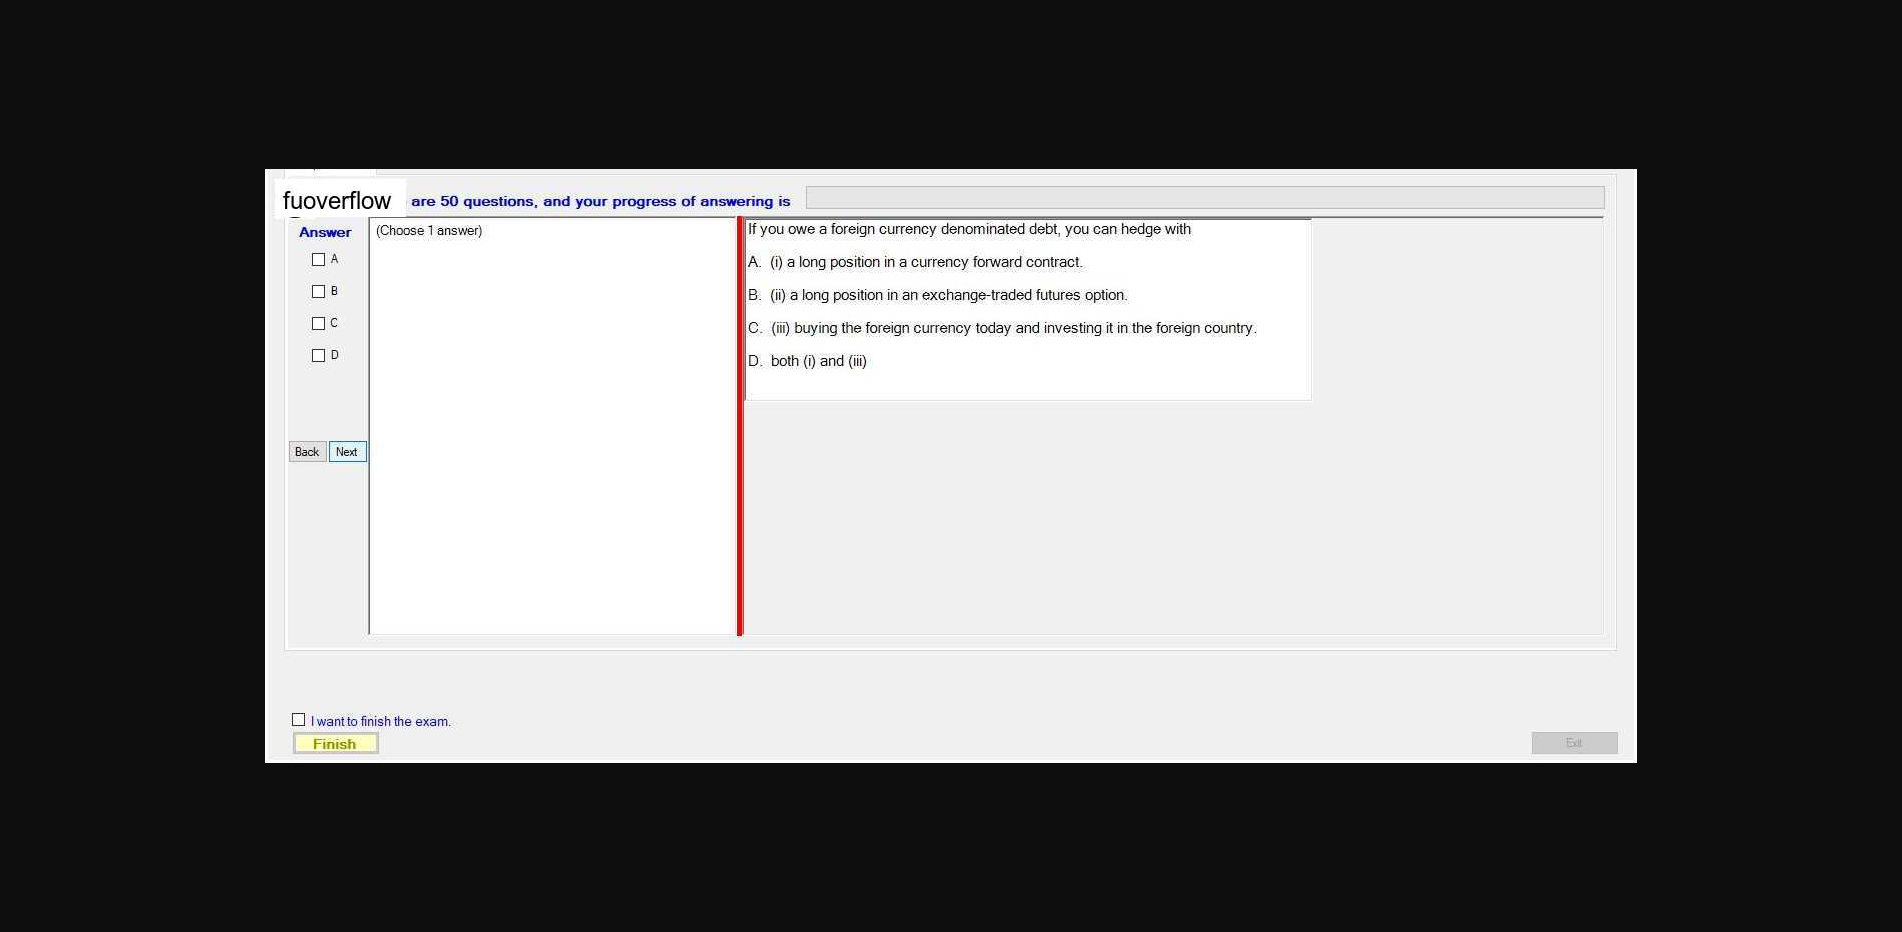 fuoverflow are 50 questions, and your progress of answering is
Answer
A
B
C
D
Back Next
(Choose 1 answer)
If you owe a foreign currency denominated debt, you can hedge with
A. (i) a long position in a currency forward contract.
B. (ii) a long position in an exchange-traded futures option.
C. (iii) buying the foreign currency today and investing it in the foreign country.
D. both (i) and (iii)
I want to finish the exam.
Finish
Exit